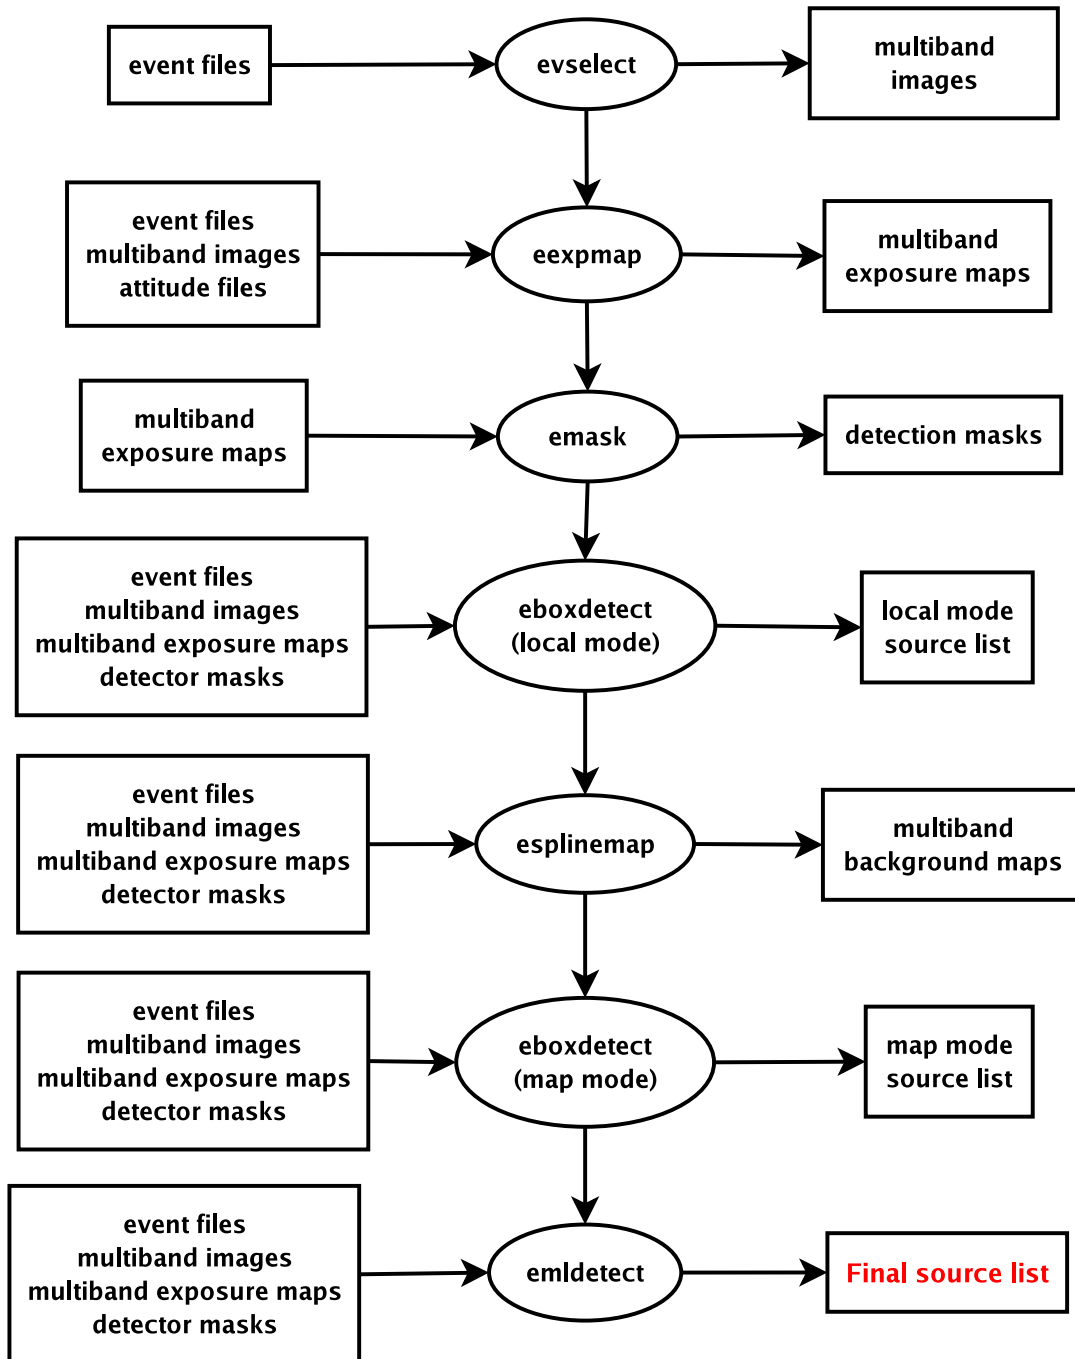 event files
evselect
multiband
images
event files
multiband images
attitude files
eexpmap
multiband
exposure maps
multiband
exposure maps
emask
detection masks
event files
multiband images
multiband exposure maps
detector masks
eboxdetect
(local mode)
local mode
source list
event files
multiband images
multiband exposure maps
detector masks
esplinemap
multiband
background maps
event files
multiband images
multiband exposure maps
detector masks
eboxdetect
(map mode)
map mode
source list
event files
multiband images
multiband exposure maps
detector masks
emldetect
Final source list